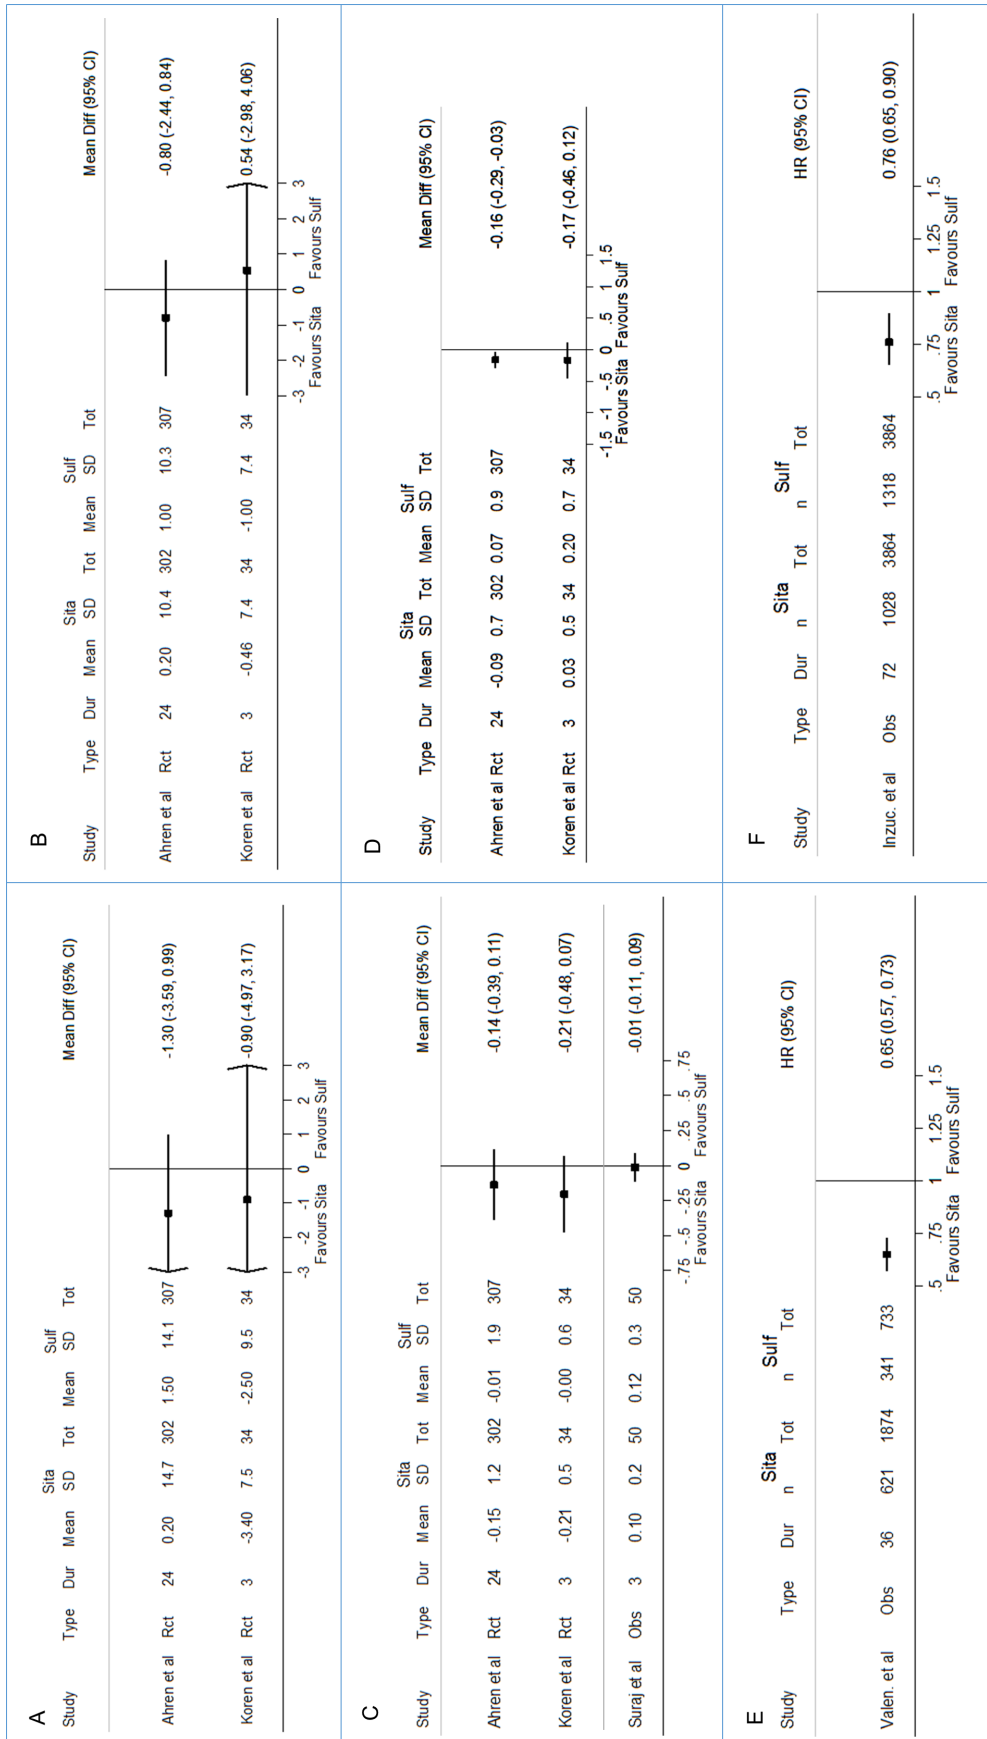 A
Sita Sulf
Study Type Dur Mean SD Tot Mean SD Tot Mean Diff (95% CI)
Ahren et al Rct 24 0.20 14.7 302 1.50 14.1 307 -1.30 (-3.59, 0.99)
Koren et al Rct 3 -3.40 7.5 34 -2.50 9.5 34 -0.90 (-4.97, 3.17)
-3 -2 -1 0 1 2 3
Favours Sita Favours Sulf
B
Sita Sulf
Study Type Dur Mean SD Tot Mean SD Tot Mean Diff (95% CI)
Ahren et al Rct 24 0.20 10.4 302 1.00 10.3 307 -0.80 (-2.44, 0.84)
Koren et al Rct 3 -0.46 7.4 34 -1.00 7.4 34 0.54 (-2.98, 4.06)
-3 -2 -1 0 1 2 3
Favours Sita Favours Sulf
C
Sita Sulf
Study Type Dur Mean SD Tot Mean SD Tot Mean Diff (95% CI)
Ahren et al Rct 24 -0.15 1.2 302 -0.01 1.9 307 -0.14 (-0.39, 0.11)
Koren et al Rct 3 -0.21 0.5 34 -0.00 0.6 34 -0.21 (-0.48, 0.07)
Suraj et al Obs 3 0.10 0.2 50 0.12 0.3 50 -0.01 (-0.11, 0.09)
-.75 -.5 -.25 0 .25 .5 .75
Favours Sita Favours Sulf
D
Sita Sulf
Study Type Dur Mean SD Tot Mean SD Tot Mean Diff (95% CI)
Ahren et al Rct 24 -0.09 0.7 302 0.07 0.9 307 -0.16 (-0.29, -0.03)
Koren et al Rct 3 0.03 0.5 34 0.20 0.7 34 -0.17 (-0.46, 0.12)
-1.5 -1 -.5 0 .5 1 1.5
Favours Sita Favours Sulf
E
Sita Sulf
Study Type Dur n Tot n Tot HR (95% CI)
Valen. et al Obs 36 621 1874 341 733 0.65 (0.57, 0.73)
.5 .75 1 1.25 1.5
Favours Sita Favours Sulf
F
Sita Sulf
Study Type Dur n Tot n Tot HR (95% CI)
Inzuc. et al Obs 72 1028 3864 1318 3864 0.76 (0.65, 0.90)
.5 .75 1 1.25 1.5
Favours Sita Favours Sulf